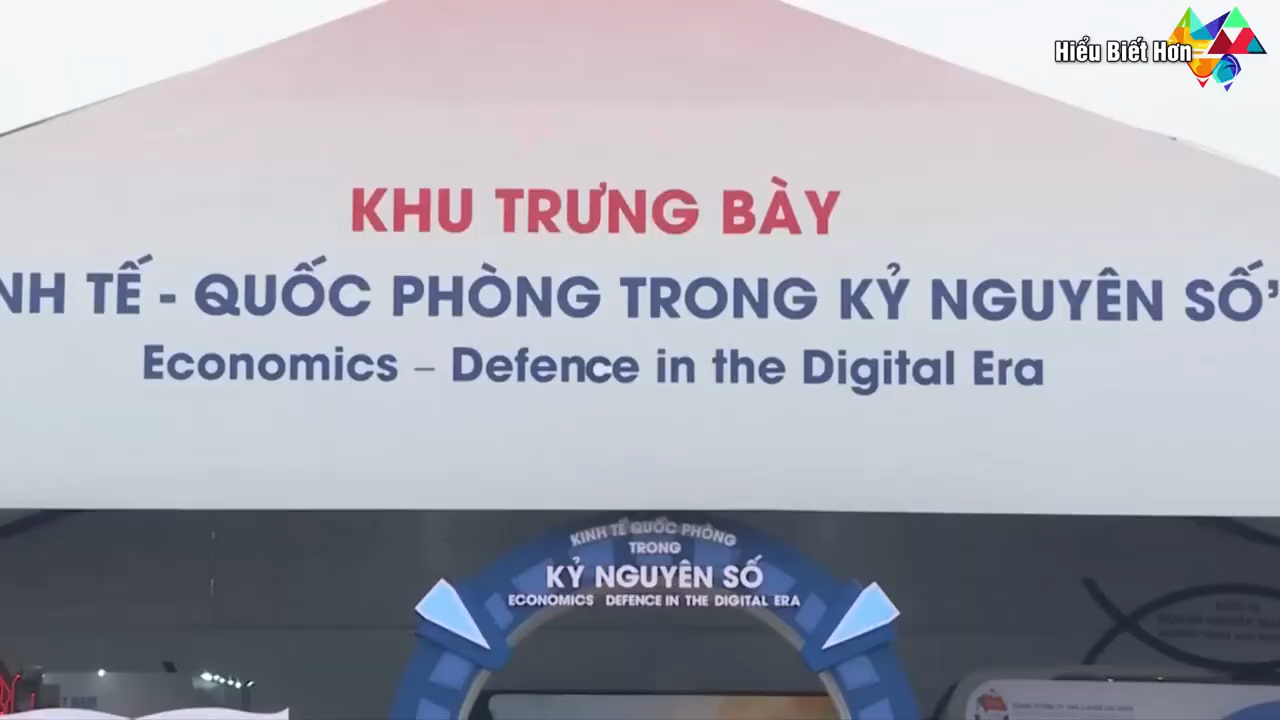 Hiểu Biết Hơn
KHU TRƯNG BÀY
NH TẾ - QUỐC PHÒNG TRONG KỶ NGUYÊN SỐ"
Economics – Defence in the Digital Era
KINH TẾ QUỐC PHÒNG
TRONG
KỶ NGUYÊN SỐ
ECONOMICS DEFENCE IN THE DIGITAL ERA